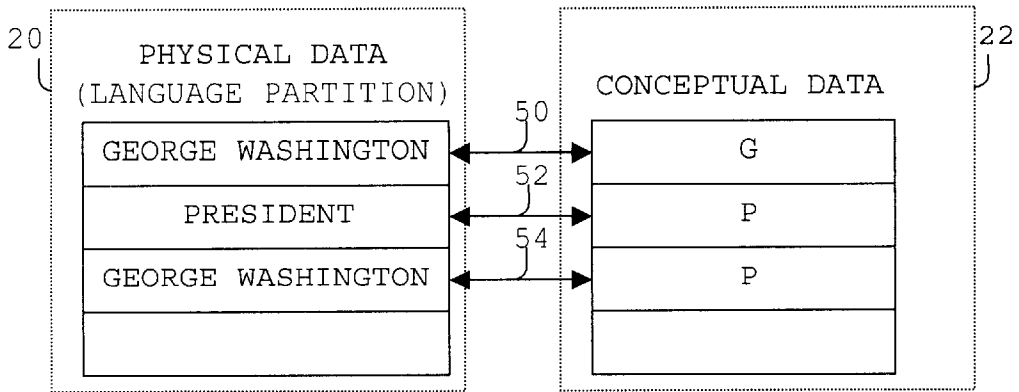 20
22
PHYSICAL DATA
(LANGUAGE PARTITION)
CONCEPTUAL DATA
GEORGE WASHINGTON
50
G
PRESIDENT
52
P
GEORGE WASHINGTON
54
P